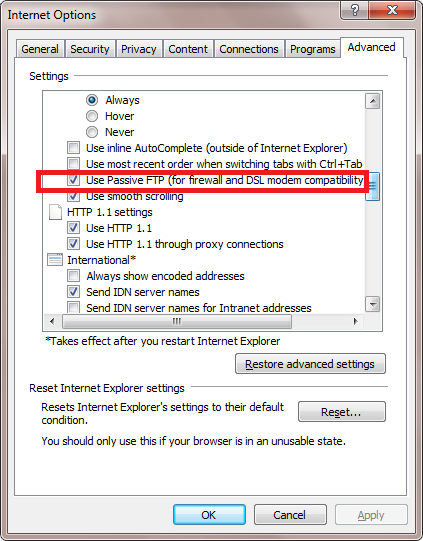 Internet Options
General Security Privacy Content Connections Programs Advanced
Settings
Always
Hover
Never
Use inline AutoComplete (outside of Internet Explorer)
Use most recent order when switching tabs with Ctrl+Tab
Use Passive FTP (for firewall and DSL modem compatibility
Use smooth scrolling
HTTP 1.1 settings
Use HTTP 1.1
Use HTTP 1.1 through proxy connections
International*
Always show encoded addresses
Send IDN server names
Send IDN server names for Intranet addresses
*Takes effect after you restart Internet Explorer
Restore advanced settings
Reset Internet Explorer settings
Resets Internet Explorer's settings to their default
condition.
Reset...
You should only use this if your browser is in an unusable state.
OK Cancel Apply